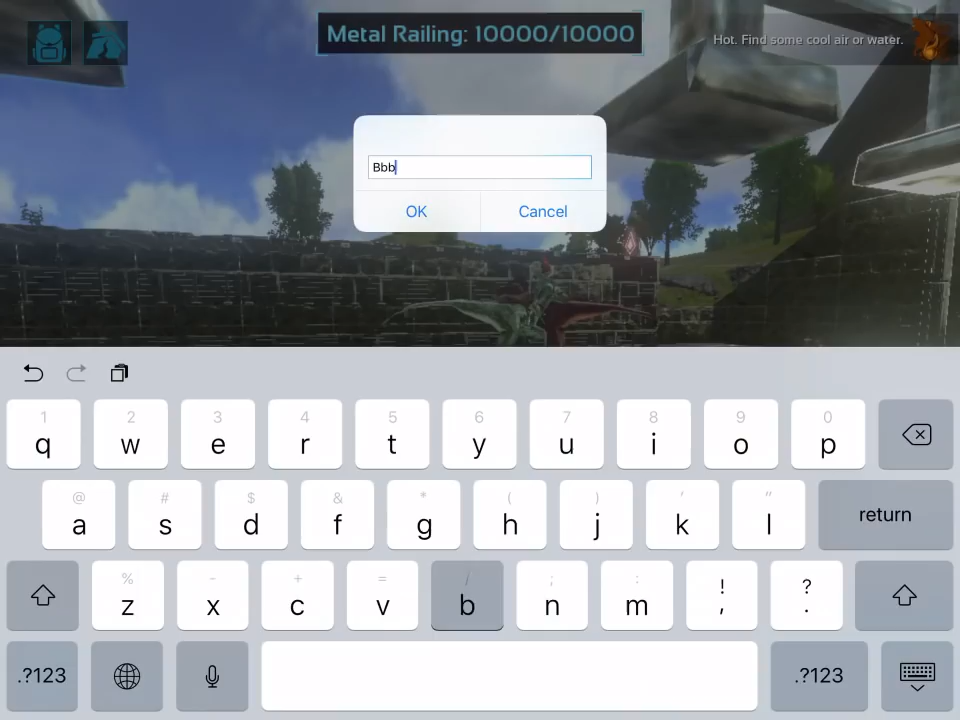 Metal Railing: 10000/10000
Hot. Find some cool air or water.
Bbb
OK Cancel
1 2 3 4 5 6 7 8 9 0
q w e r t y u i o p
@ # $ & * ( ) ' "
a s d f g h j k l return
% - + = / ; : ! ?
z x c v b n m , .
.?123 .?123